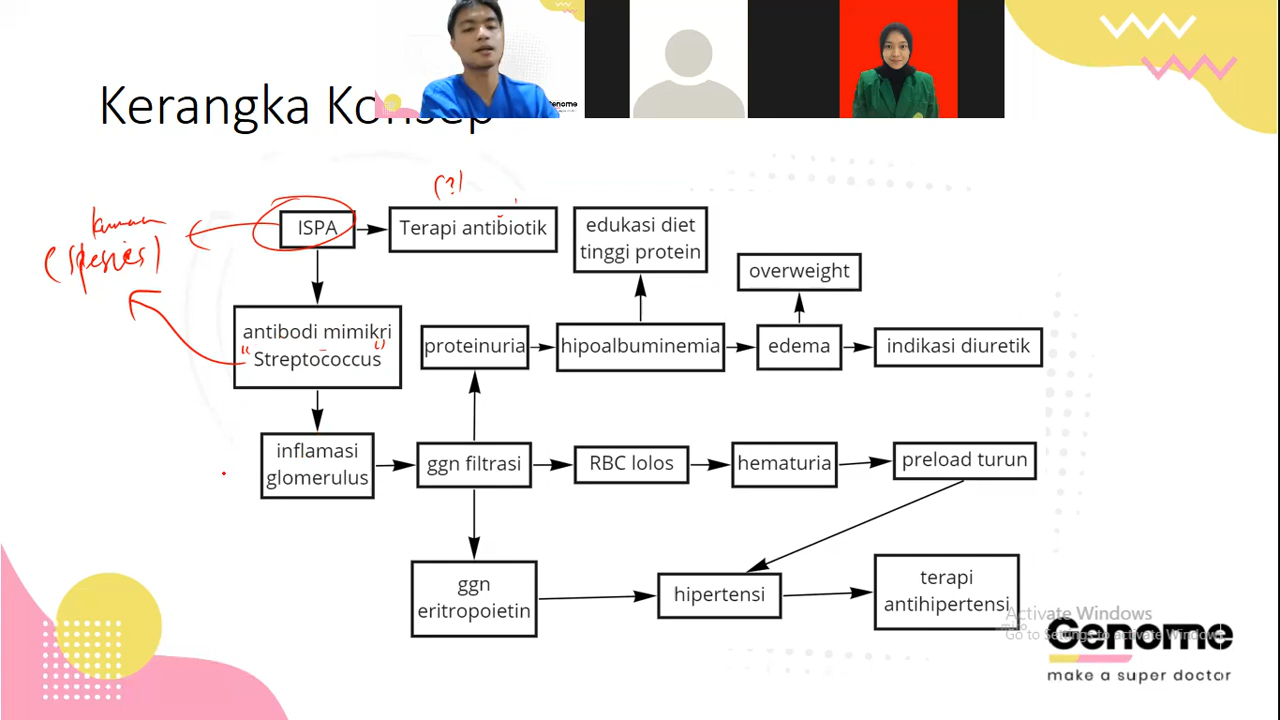 Kerangka Konsep
enome
(?)
ISPA
Terapi antibiotik
edukasi diet
tinggi protein
overweight
kuman
(spesies)
antibodi mimikri
"Streptococcus"
proteinuria
hipoalbuminemia
edema
indikasi diuretik
inflamasi
glomerulus
ggn filtrasi
RBC lolos
hematuria
preload turun
ggn
eritropoietin
hipertensi
terapi
antihipertensi
Activate Windows
Go to Settings to activate Windows.
Genome
make a super doctor